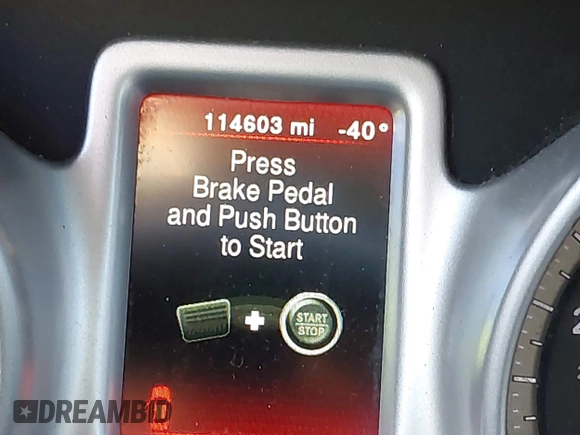 114603 mi -40°
Press
Brake Pedal
and Push Button
to Start
START
STOP
DREAMBID